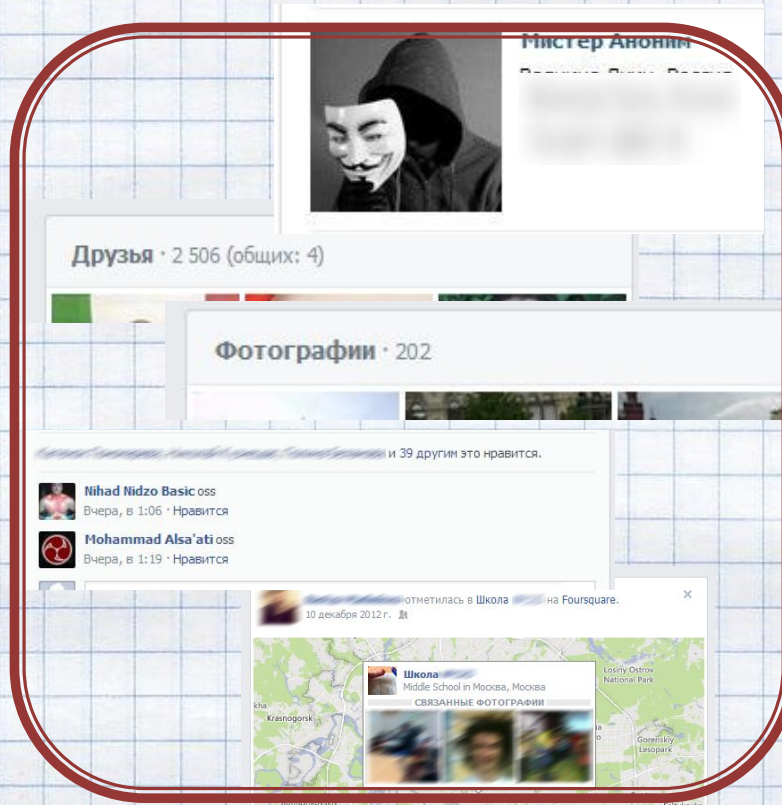 Мистер Аноним
Друзья · 2 506 (общих: 4)
Фотографии · 202
и 39 другим это нравится.
Nihad Nidzo Basic oss
Вчера, в 1:06 · Нравится
Mohammad Alsa'ati oss
Вчера, в 1:19 · Нравится
отметилась в Школа на Foursquare.
10 декабря 2012 г.
Школа
Middle School in Москва, Москва
СВЯЗАННЫЕ ФОТОГРАФИИ
Losiny Ostrov
National Park
Krasnogorsk
Gorenskiy
Lesopark